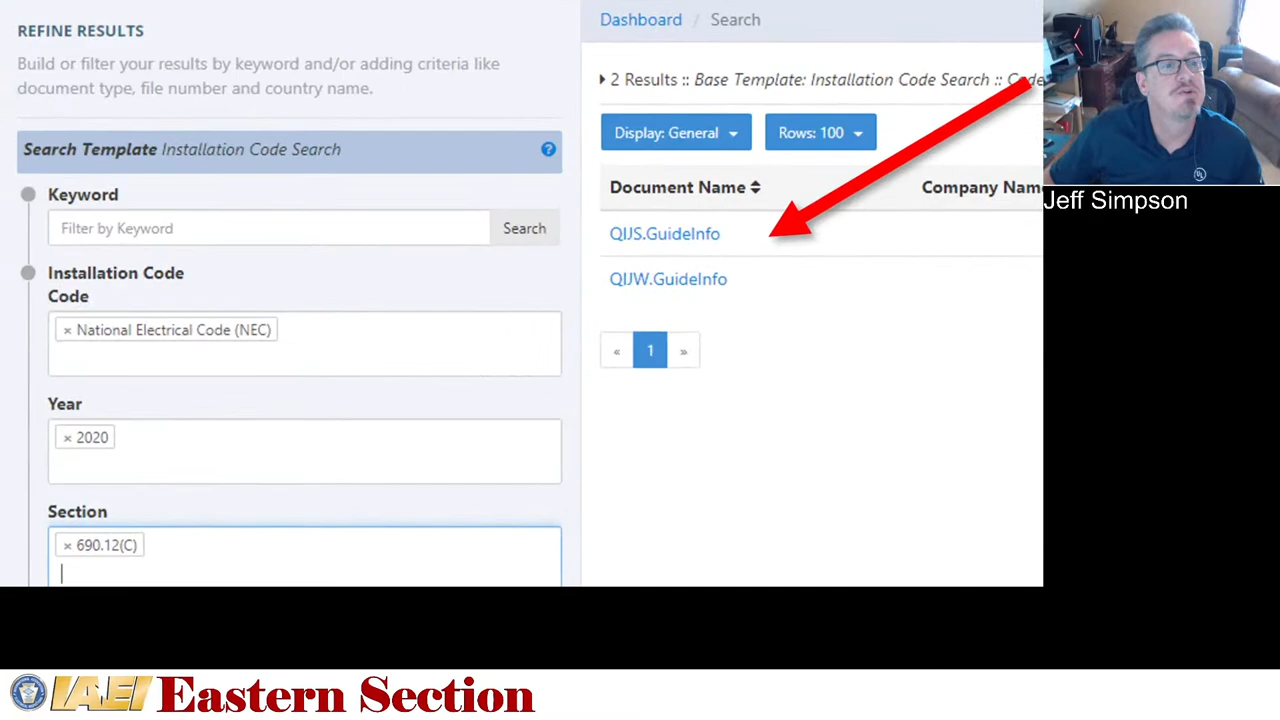 REFINE RESULTS
Build or filter your results by keyword and/or adding criteria like
document type, file number and country name.
Search Template Installation Code Search
?
Keyword
Filter by Keyword
Search
Installation Code
Code
× National Electrical Code (NEC)
Year
× 2020
Section
× 690.12(C)
Dashboard / Search
2 Results :: Base Template: Installation Code Search :: Code
Display: General
Rows: 100
Document Name
Company Name
QIJS.GuideInfo
QIJW.GuideInfo
« 1 »
UL
Jeff Simpson
IAEI Eastern Section